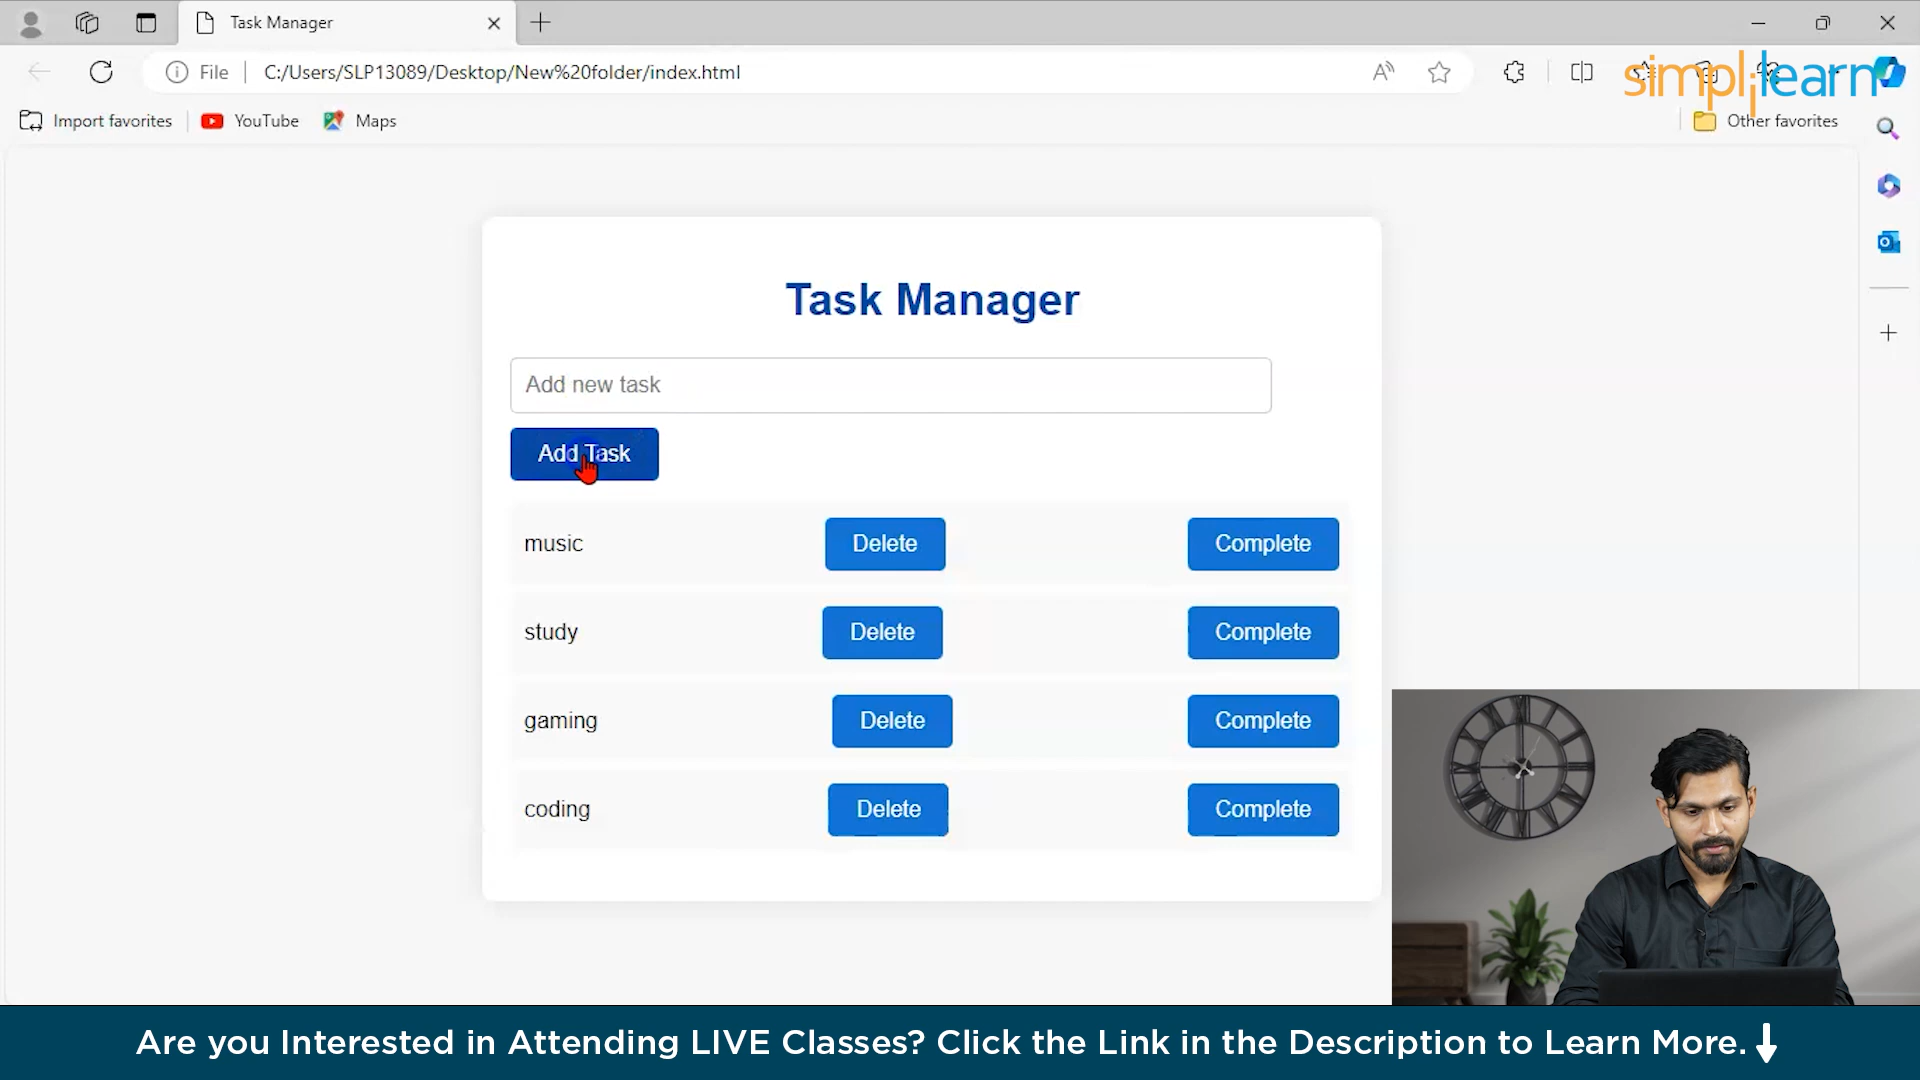 Task Manager
File
C:/Users/SLP13089/Desktop/New%20folder/index.html
simplilearn
Import favorites
YouTube
Maps
Other favorites
Task Manager
Add new task
Add Task
music Delete Complete
study Delete Complete
gaming Delete Complete
coding Delete Complete
Are you Interested in Attending LIVE Classes? Click the Link in the Description to Learn More.